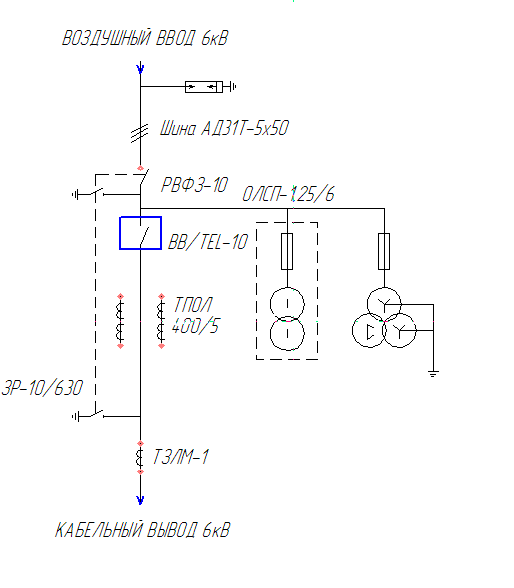 ВОЗДУШНЫЙ ВВОД 6кВ
Шина АД31Т-5х50
РВФЗ-10
ОЛСП-1,25/6
ВВ/TEL-10
ТПОЛ
400/5
ЗР-10/630
ТЗЛМ-1
КАБЕЛЬНЫЙ ВЫВОД 6кВ